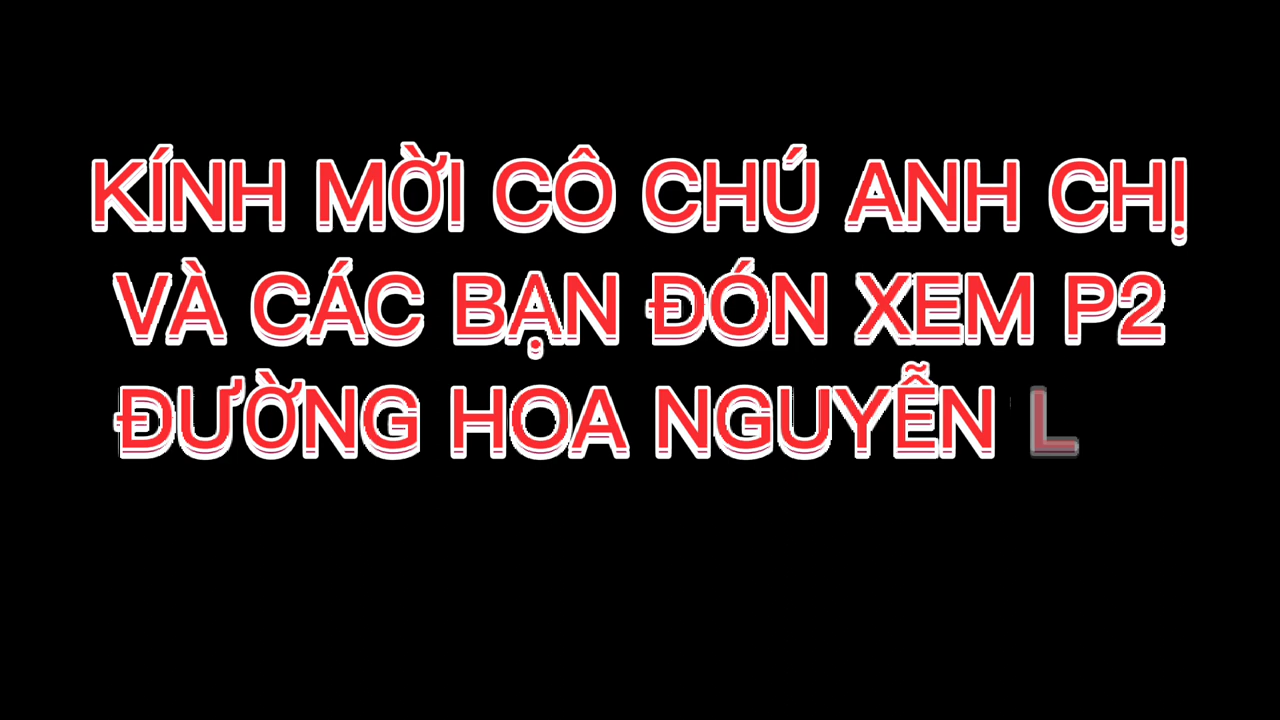 KÍNH MỜI CÔ CHÚ ANH CHỊ
VÀ CÁC BẠN ĐÓN XEM P2
ĐƯỜNG HOA NGUYỄN L